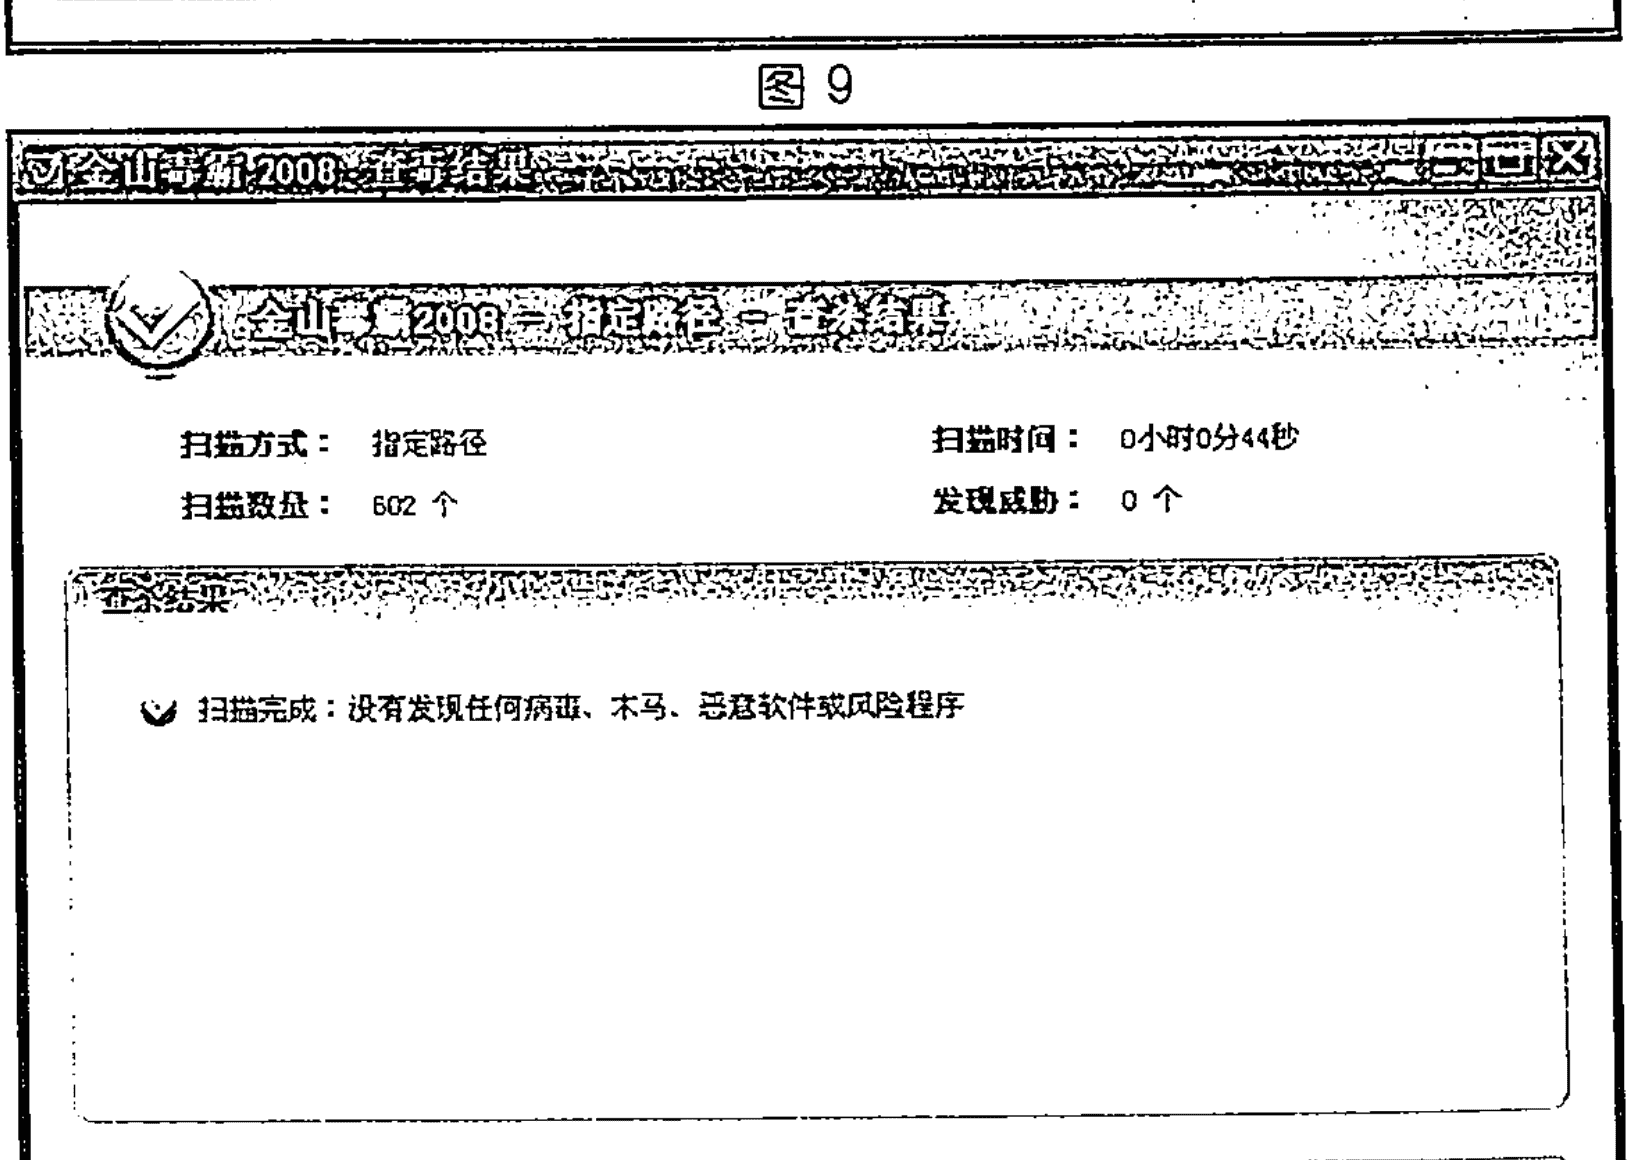 图 9
金山毒霸2008 查毒结果
金山毒霸2008 - 指定路径 - 查杀结果
扫描方式： 指定路径
扫描时间： 0小时0分44秒
扫描数量： 602 个
发现威胁： 0 个
查杀结果
扫描完成：没有发现任何病毒、木马、恶意软件或风险程序